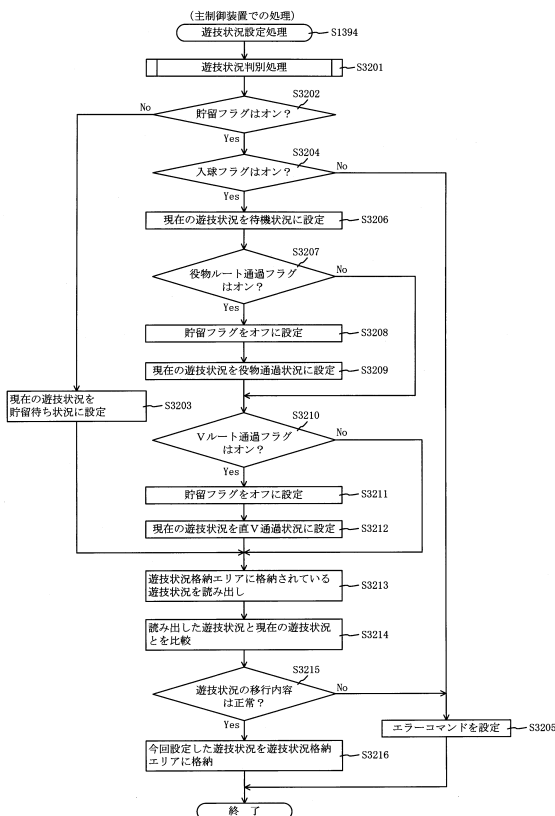 （主制御装置での処理）
遊技状況設定処理
S1394
遊技状況判別処理
S3201
S3202
貯留フラグはオン？
No
Yes
S3204
入球フラグはオン？
No
Yes
現在の遊技状況を待機状況に設定
S3206
S3207
役物ルート通過フラグ
はオン？
No
Yes
貯留フラグをオフに設定
S3208
現在の遊技状況を役物通過状況に設定
S3209
現在の遊技状況を
貯留待ち状況に設定
S3203
S3210
Ｖルート通過フラグ
はオン？
No
Yes
貯留フラグをオフに設定
S3211
現在の遊技状況を直Ｖ通過状況に設定
S3212
遊技状況格納エリアに格納されている
遊技状況を読み出し
S3213
読み出した遊技状況と現在の遊技状況
とを比較
S3214
S3215
遊技状況の移行内容
は正常？
No
Yes
エラーコマンドを設定
S3205
今回設定した遊技状況を遊技状況格納
エリアに格納
S3216
終 了